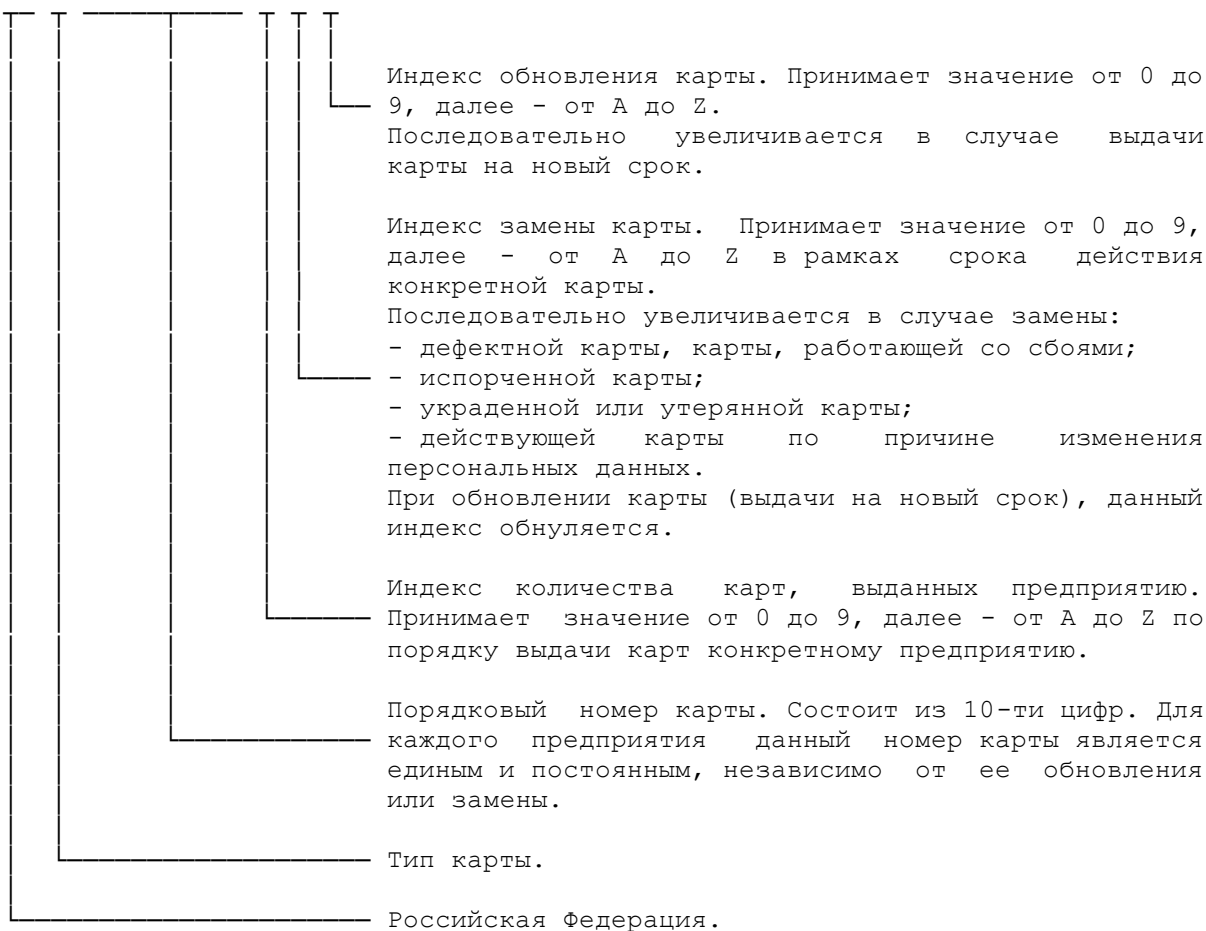 Индекс обновления карты. Принимает значение от 0 до
9, далее - от A до Z.
Последовательно увеличивается в случае выдачи
карты на новый срок.
Индекс замены карты. Принимает значение от 0 до 9,
далее - от A до Z в рамках срока действия
конкретной карты.
Последовательно увеличивается в случае замены:
- дефектной карты, карты, работающей со сбоями;
- испорченной карты;
- украденной или утерянной карты;
- действующей карты по причине изменения
персональных данных.
При обновлении карты (выдачи на новый срок), данный
индекс обнуляется.
Индекс количества карт, выданных предприятию.
Принимает значение от 0 до 9, далее - от A до Z по
порядку выдачи карт конкретному предприятию.
Порядковый номер карты. Состоит из 10-ти цифр. Для
каждого предприятия данный номер карты является
единым и постоянным, независимо от ее обновления
или замены.
Тип карты.
Российская Федерация.